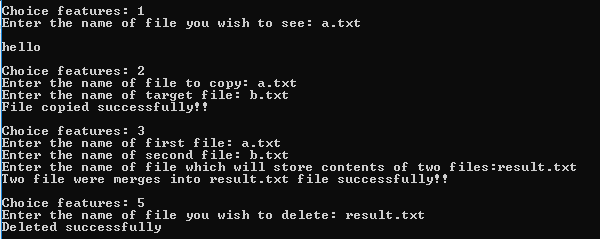 Choice features: 1
Enter the name of file you wish to see: a.txt
hello
Choice features: 2
Enter the name of file to copy: a.txt
Enter the name of target file: b.txt
File copied successfully!!
Choice features: 3
Enter the name of first file: a.txt
Enter the name of second file: b.txt
Enter the name of file which will store contents of two files:result.txt
Two file were merges into result.txt file successfully!!
Choice features: 5
Enter the name of file you wish to delete: result.txt
Deleted successfully